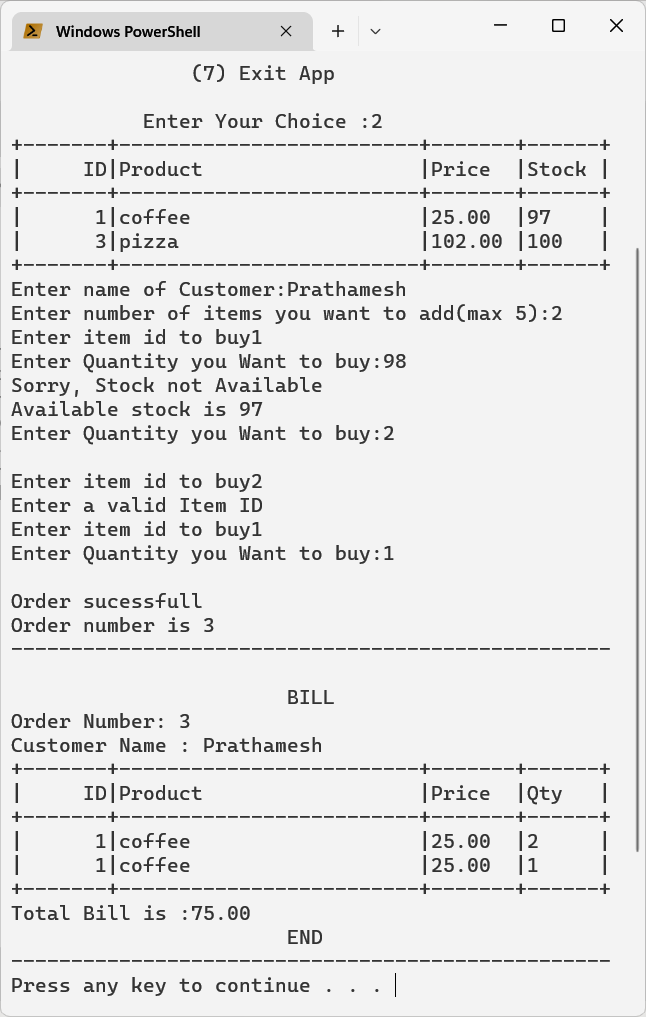 Windows PowerShell
(7) Exit App
Enter Your Choice :2
+-------+--------------------------+-------+------+
|      ID|Product                  |Price  |Stock |
+-------+--------------------------+-------+------+
|       1|coffee                   |25.00  |97    |
|       3|pizza                    |102.00 |100   |
+-------+--------------------------+-------+------+
Enter name of Customer:Prathamesh
Enter number of items you want to add(max 5):2
Enter item id to buy1
Enter Quantity you Want to buy:98
Sorry, Stock not Available
Available stock is 97
Enter Quantity you Want to buy:2
Enter item id to buy2
Enter a valid Item ID
Enter item id to buy1
Enter Quantity you Want to buy:1
Order sucessfull
Order number is 3
--------------------------------------------------
BILL
Order Number: 3
Customer Name : Prathamesh
+-------+--------------------------+-------+------+
|      ID|Product                  |Price  |Qty   |
+-------+--------------------------+-------+------+
|       1|coffee                   |25.00  |2     |
|       1|coffee                   |25.00  |1     |
+-------+--------------------------+-------+------+
Total Bill is :75.00
END
--------------------------------------------------
Press any key to continue . . .